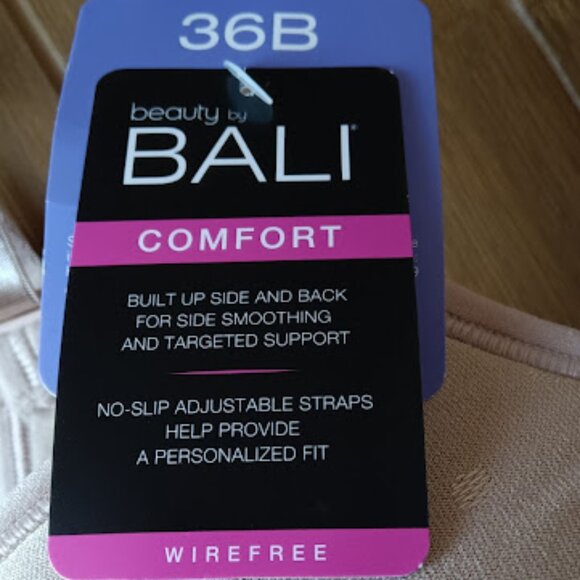 36B
beauty by
BALI®
COMFORT
BUILT UP SIDE AND BACK
FOR SIDE SMOOTHING
AND TARGETED SUPPORT
NO-SLIP ADJUSTABLE STRAPS
HELP PROVIDE
A PERSONALIZED FIT
WIREFREE